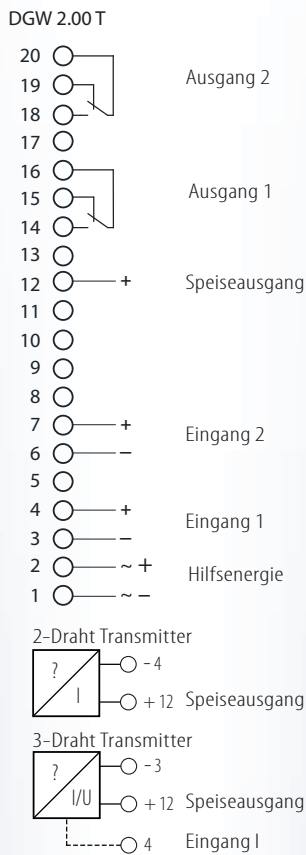 DGW 2.00 T
20
19 Ausgang 2
18
17
16
15 Ausgang 1
14
13
12 + Speiseausgang
11
10
9
8
7 +
Eingang 2
6 –
5
4 +
Eingang 1
3 –
2 ~ +
Hilfsenergie
1 ~ –
2-Draht Transmitter
? – 4
I + 12 Speiseausgang
3-Draht Transmitter
? – 3
I/U + 12 Speiseausgang
4 Eingang I